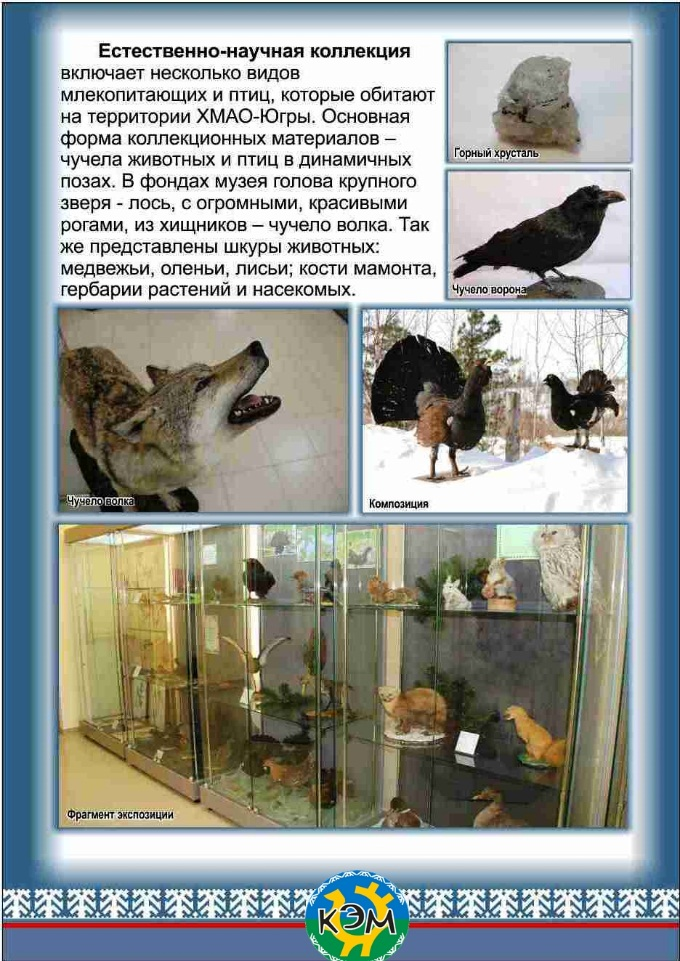 Естественно-научная коллекция
включает несколько видов
млекопитающих и птиц, которые обитают
на территории ХМАО-Югры. Основная
форма коллекционных материалов –
чучела животных и птиц в динамичных
позах. В фондах музея голова крупного
зверя - лось, с огромными, красивыми
рогами, из хищников – чучело волка. Так
же представлены шкуры животных:
медвежьи, оленьи, лисьи; кости мамонта,
гербарии растений и насекомых.
Горный хрусталь
Чучело ворона
Чучело волка
Композиция
Фрагмент экспозиции
КЭМ